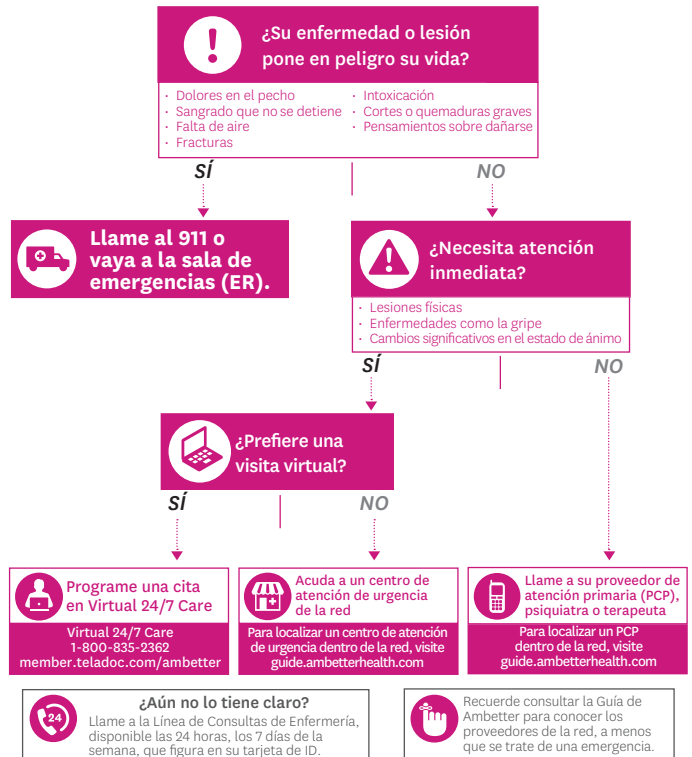 ¿Su enfermedad o lesión
pone en peligro su vida?
· Dolores en el pecho
· Sangrado que no se detiene
· Falta de aire
· Fracturas
· Intoxicación
· Cortes o quemaduras graves
· Pensamientos sobre dañarse
SÍ
NO
Llame al 911 o
vaya a la sala de
emergencias (ER).
¿Necesita atención
inmediata?
· Lesiones físicas
· Enfermedades como la gripe
· Cambios significativos en el estado de ánimo
SÍ
NO
¿Prefiere una
visita virtual?
SÍ
NO
Programe una cita
en Virtual 24/7 Care
Virtual 24/7 Care
1-800-835-2362
member.teladoc.com/ambetter
Acuda a un centro de
atención de urgencia
de la red
Para localizar un centro de atención
de urgencia dentro de la red, visite
guide.ambetterhealth.com
Llame a su proveedor de
atención primaria (PCP),
psiquiatra o terapeuta
Para localizar un PCP
dentro de la red, visite
guide.ambetterhealth.com
24
¿Aún no lo tiene claro?
Llame a la Línea de Consultas de Enfermería,
disponible las 24 horas, los 7 días de la
semana, que figura en su tarjeta de ID.
Recuerde consultar la Guía de
Ambetter para conocer los
proveedores de la red, a menos
que se trate de una emergencia.